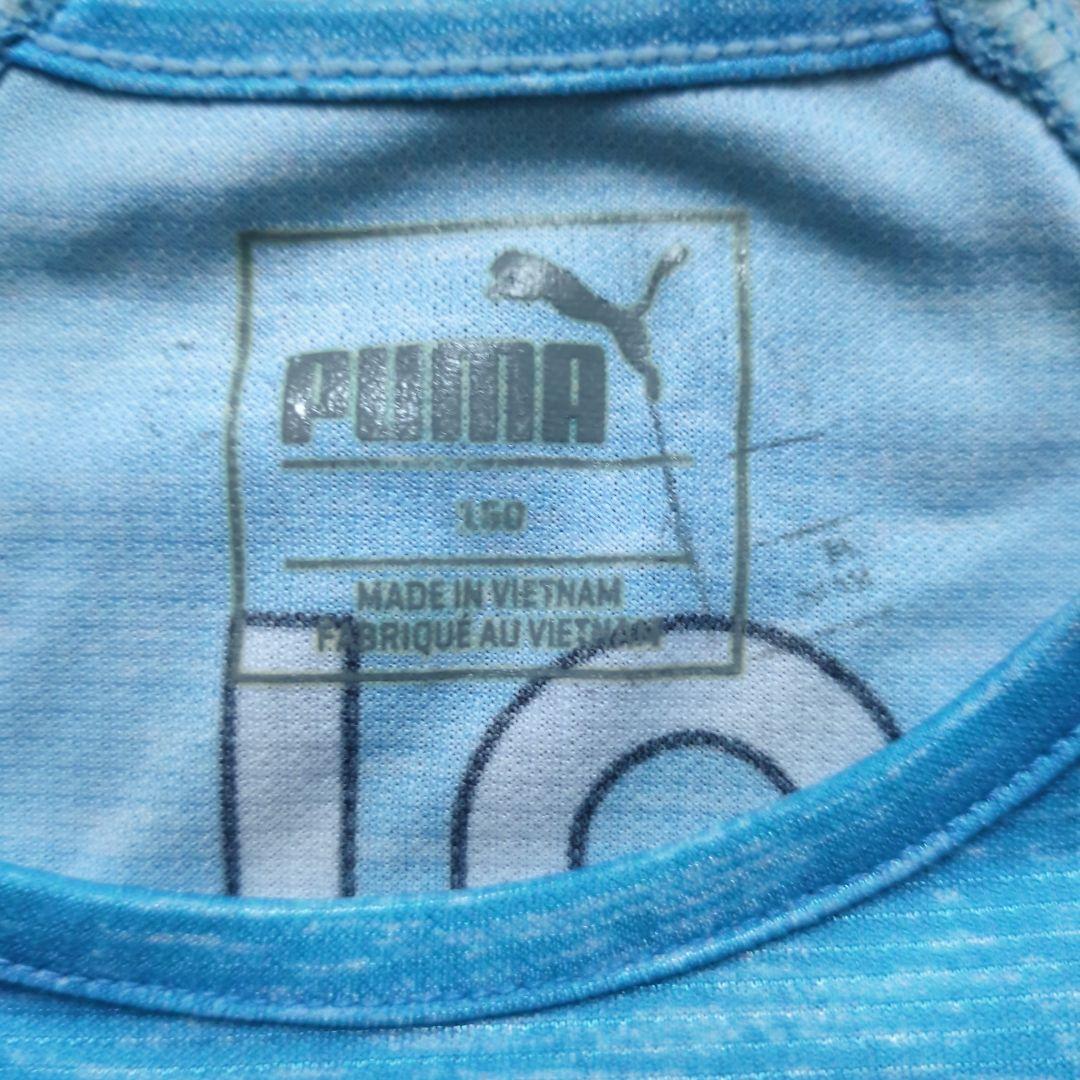 PUMA
150
MADE IN VIETNAM
FABRIQUÉ AU VIETNAM